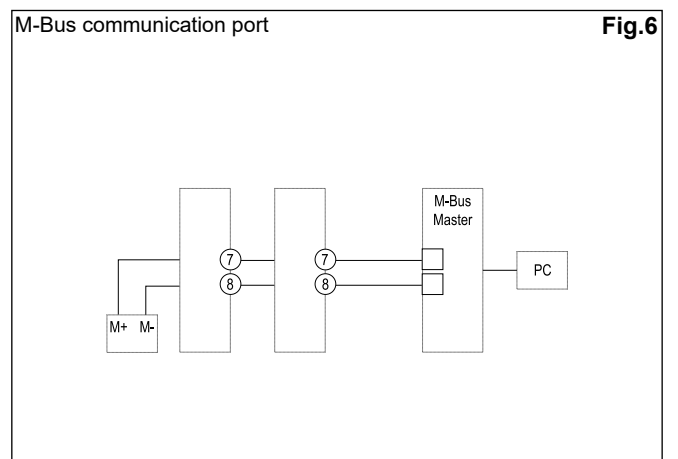 M-Bus communication port
Fig.6
M-Bus
Master
7
7
8
8
PC
M+ M-